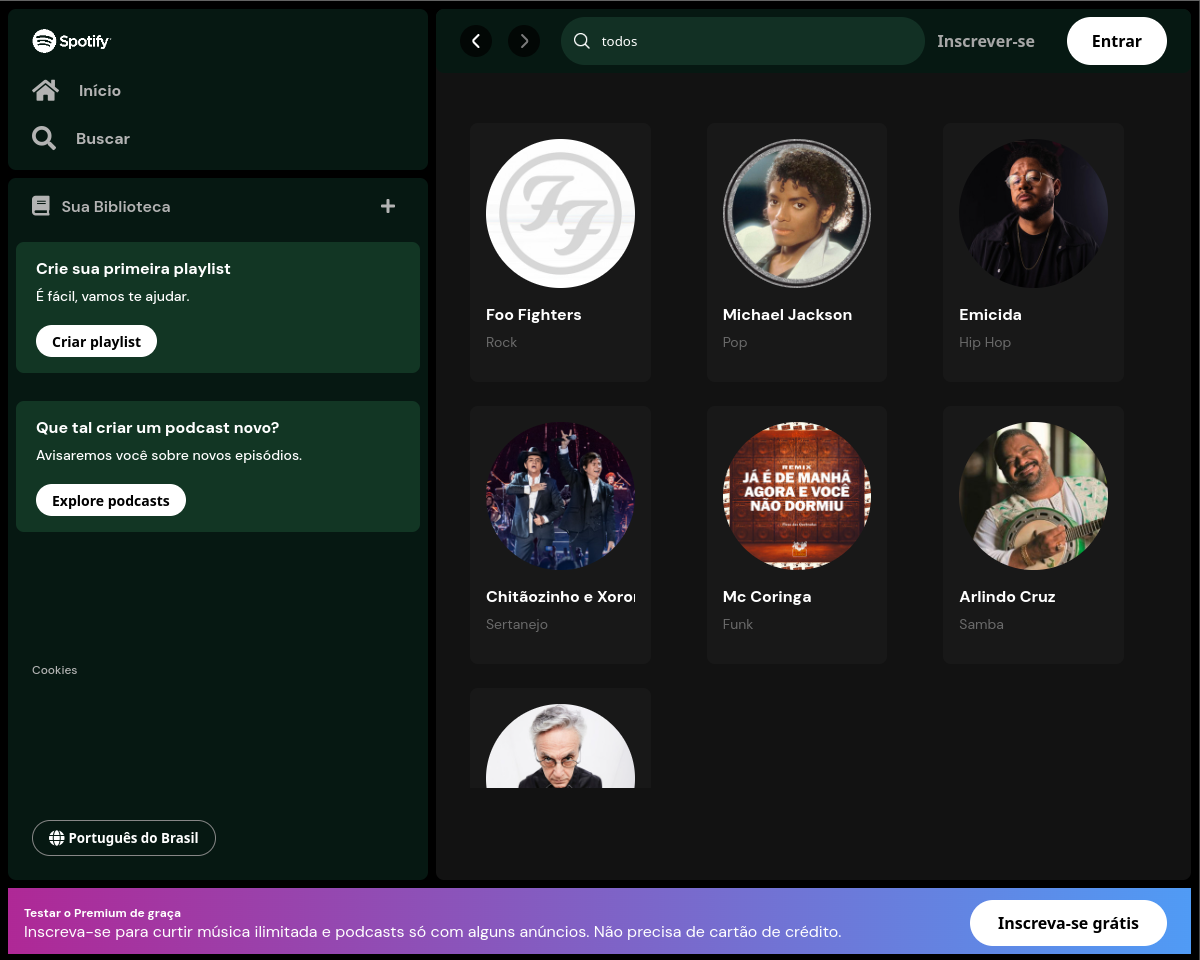 Spotify
Início
Buscar
Sua Biblioteca
Crie sua primeira playlist
É fácil, vamos te ajudar.
Criar playlist
Que tal criar um podcast novo?
Avisaremos você sobre novos episódios.
Explore podcasts
Cookies
Português do Brasil
todos
Inscrever-se
Entrar
FF
Foo Fighters
Rock
Michael Jackson
Pop
Emicida
Hip Hop
Chitãozinho e Xoror
Sertanejo
REMIX
JÁ É DE MANHÃ
AGORA E VOCÊ
NÃO DORMIU
Mc Coringa
Funk
Arlindo Cruz
Samba
Testar o Premium de graça
Inscreva-se para curtir música ilimitada e podcasts só com alguns anúncios. Não precisa de cartão de crédito.
Inscreva-se grátis